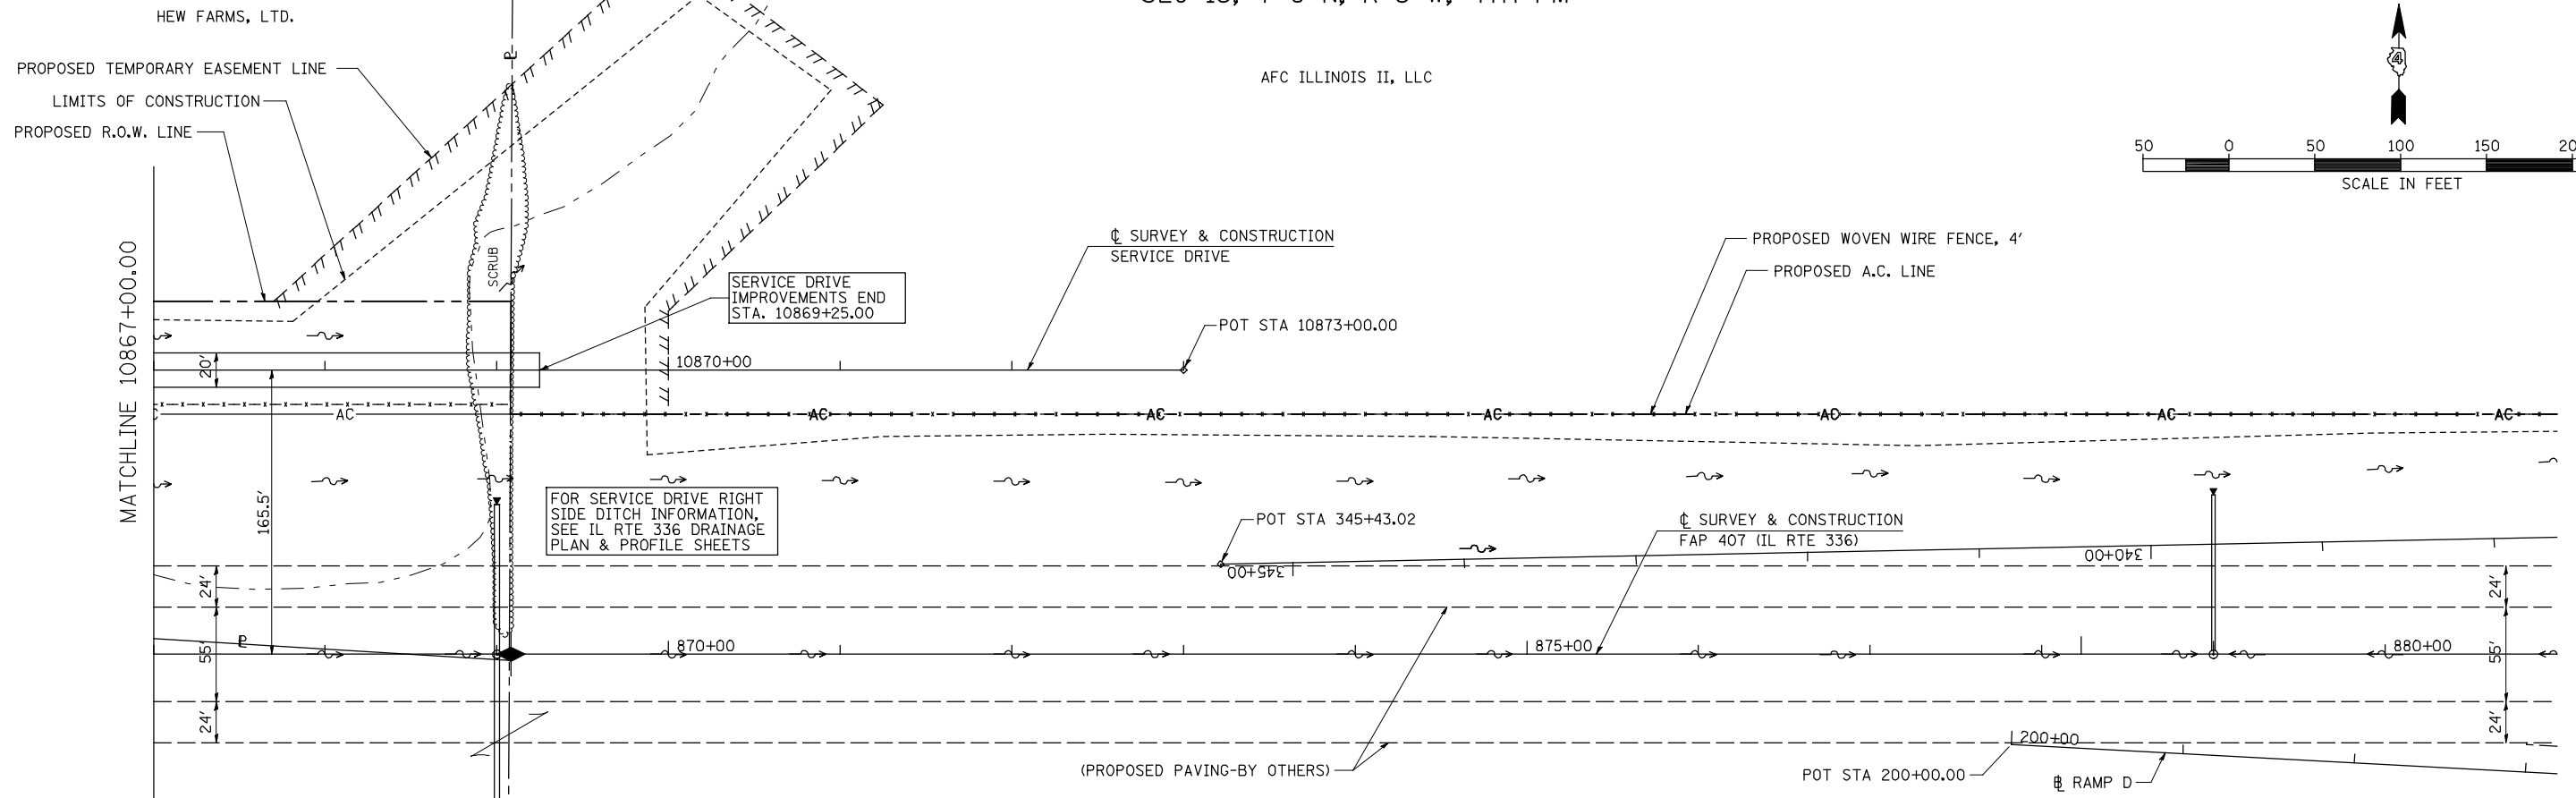 HEW FARMS, LTD.
AFC ILLINOIS II, LLC
PROPOSED TEMPORARY EASEMENT LINE
LIMITS OF CONSTRUCTION
PROPOSED R.O.W. LINE
4
50 0 50 100 150
SCALE IN FEET
MATCHLINE 10867+00.00
SCRUB
SERVICE DRIVE
IMPROVEMENTS END
STA. 10869+25.00
℄ SURVEY & CONSTRUCTION
SERVICE DRIVE
POT STA 10873+00.00
PROPOSED WOVEN WIRE FENCE, 4'
PROPOSED A.C. LINE
20'
10870+00
AC
AC
AC
AC
AC
AC
AC
165.5'
FOR SERVICE DRIVE RIGHT
SIDE DITCH INFORMATION,
SEE IL RTE 336 DRAINAGE
PLAN & PROFILE SHEETS
POT STA 345+43.02
℄ SURVEY & CONSTRUCTION
FAP 407 (IL RTE 336)
345+00
340+00
24'
24'
55'
870+00
875+00
880+00
55'
24'
24'
200+00
(PROPOSED PAVING-BY OTHERS)
POT STA 200+00.00
RAMP D